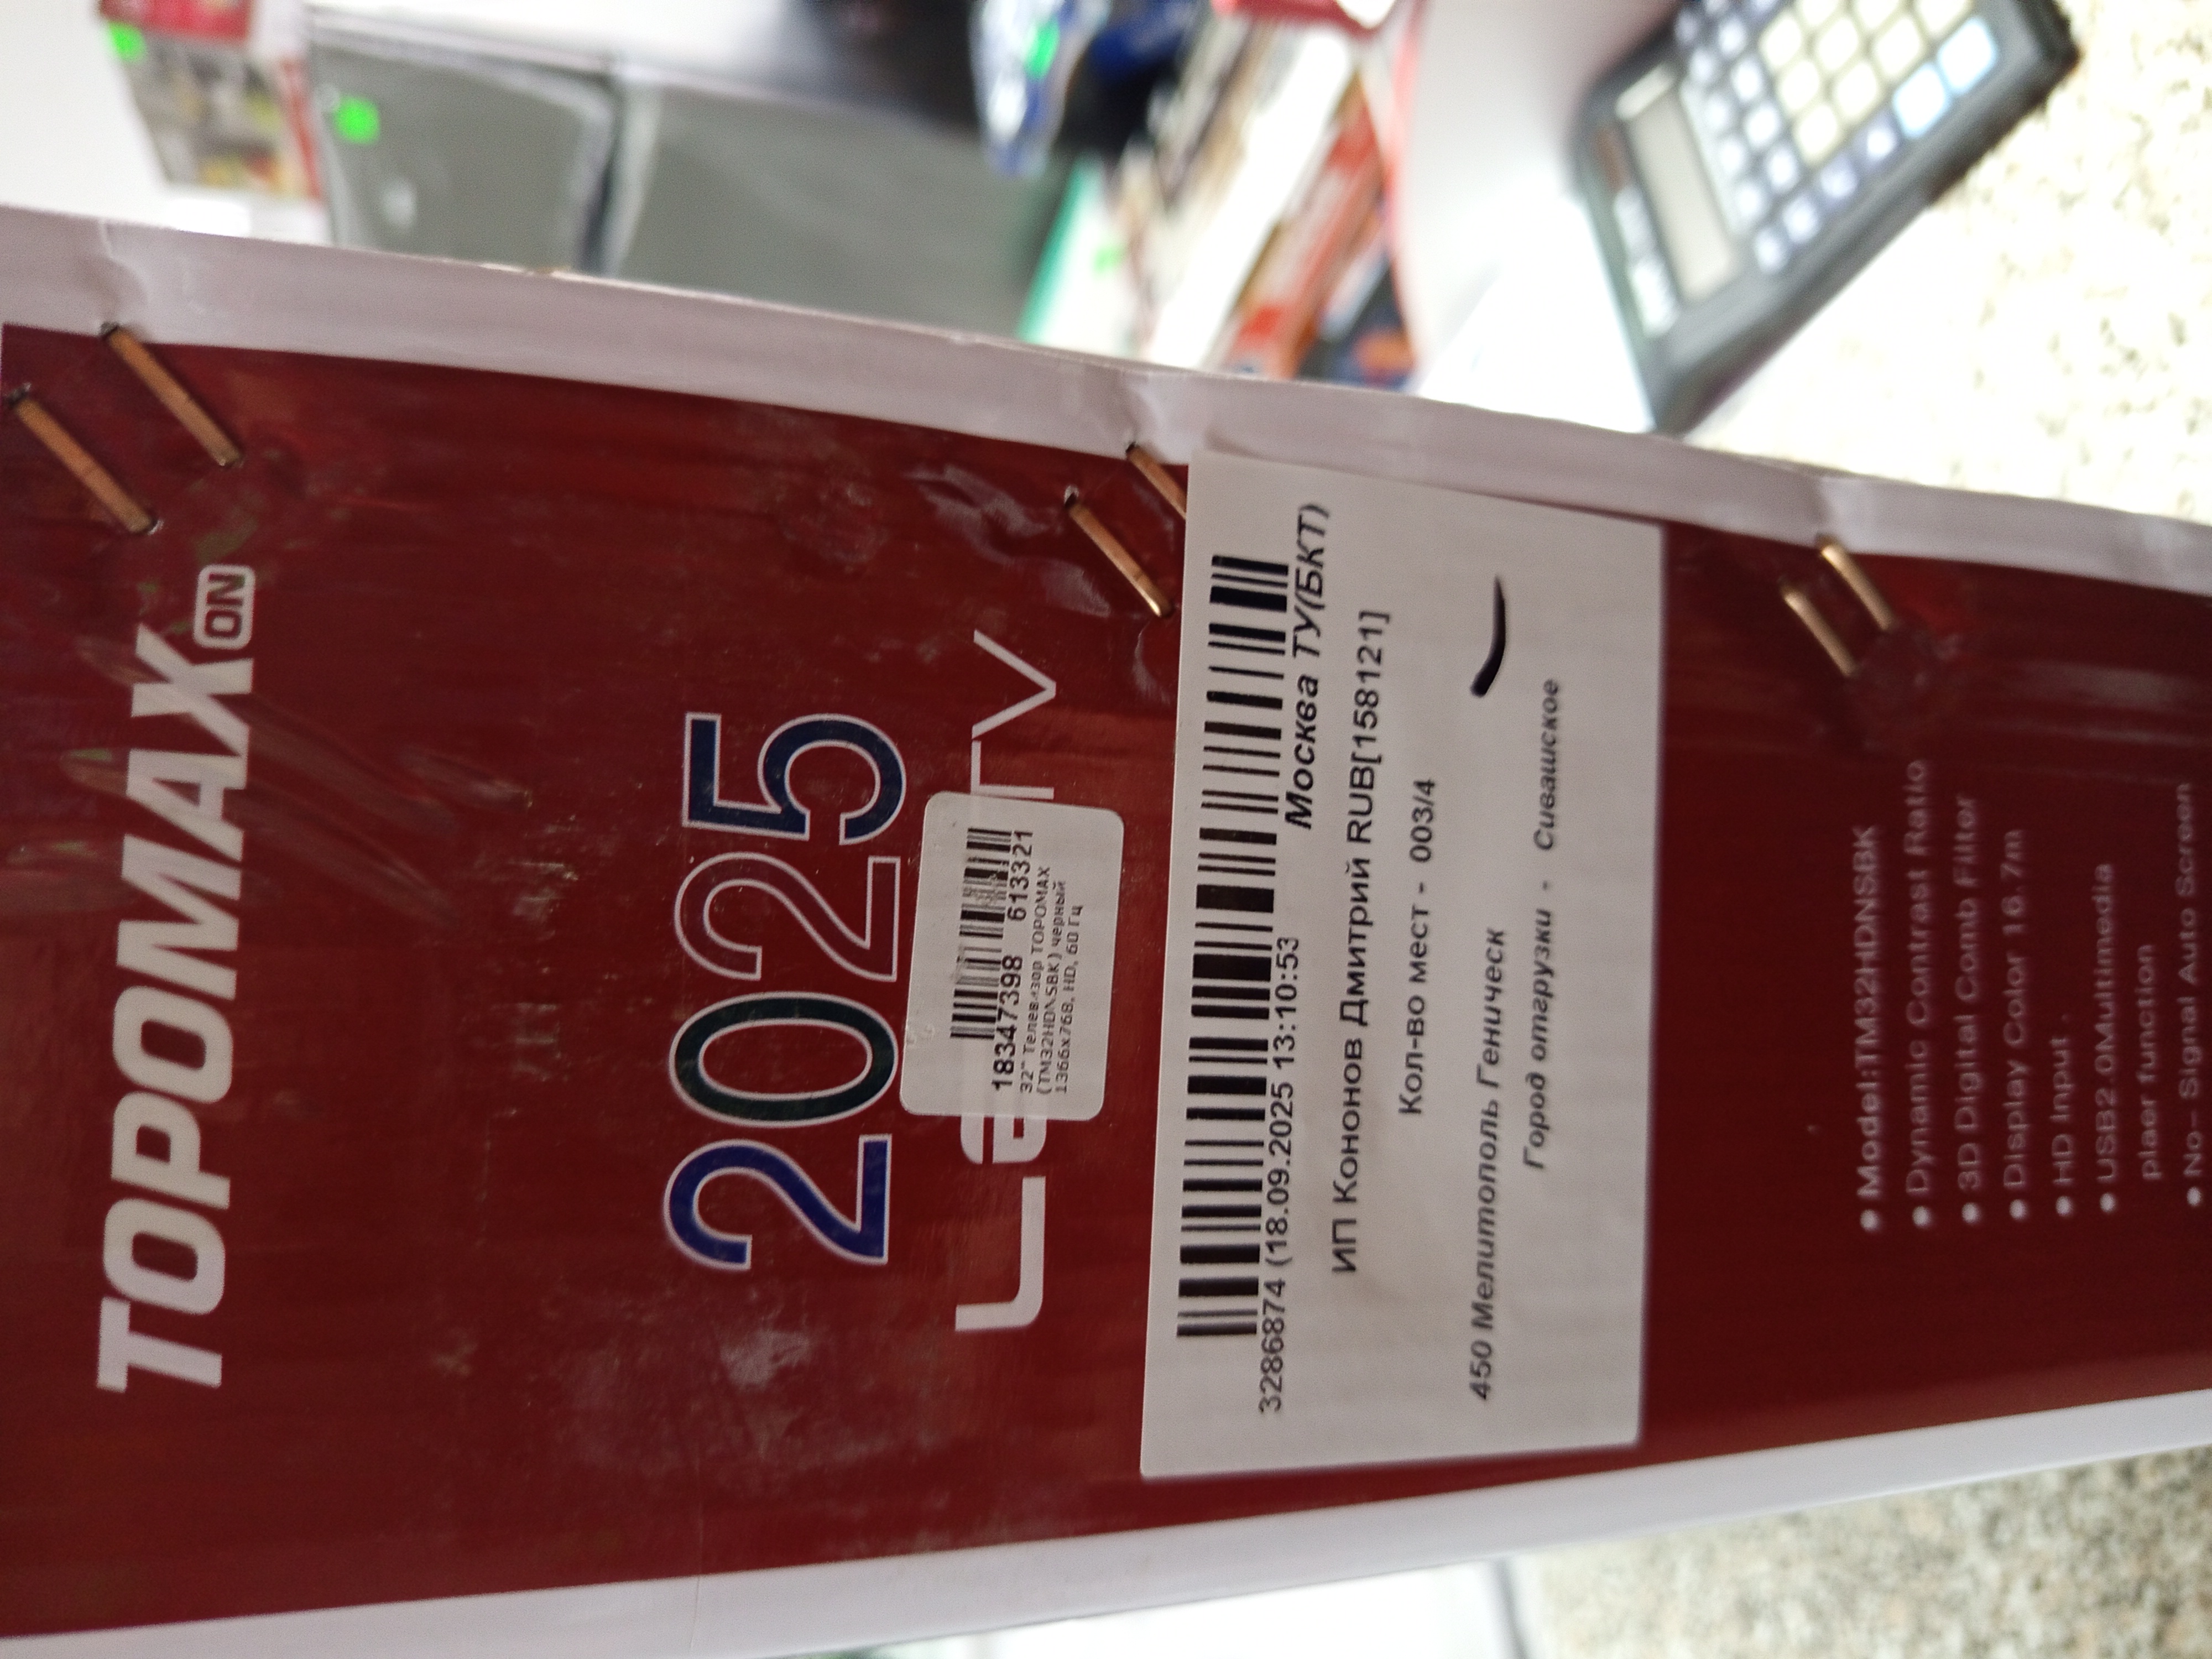 TOPOMAX ON
2025
18347398 613321
32" Телевизор TOPOMAX
(TM32HDNSBK) черный
1366x768, HD, 60 Гц
3286874 (18.09.2025 13:10:53
Москва ТУ(БКТ)
ИП Кононов Дмитрий RUB[158121]
Кол-во мест - 003/4
450 Мелитополь Геническ
Город отгрузки - Сивашское
• Model:TM32HDNSBK
• Dynamic Contrast Ratio
• 3D Digital Comb Filter
• Display Color 16.7m
• HD Input .
• USB2.0Multimedia
plaer function
• No-Signal Auto Screen